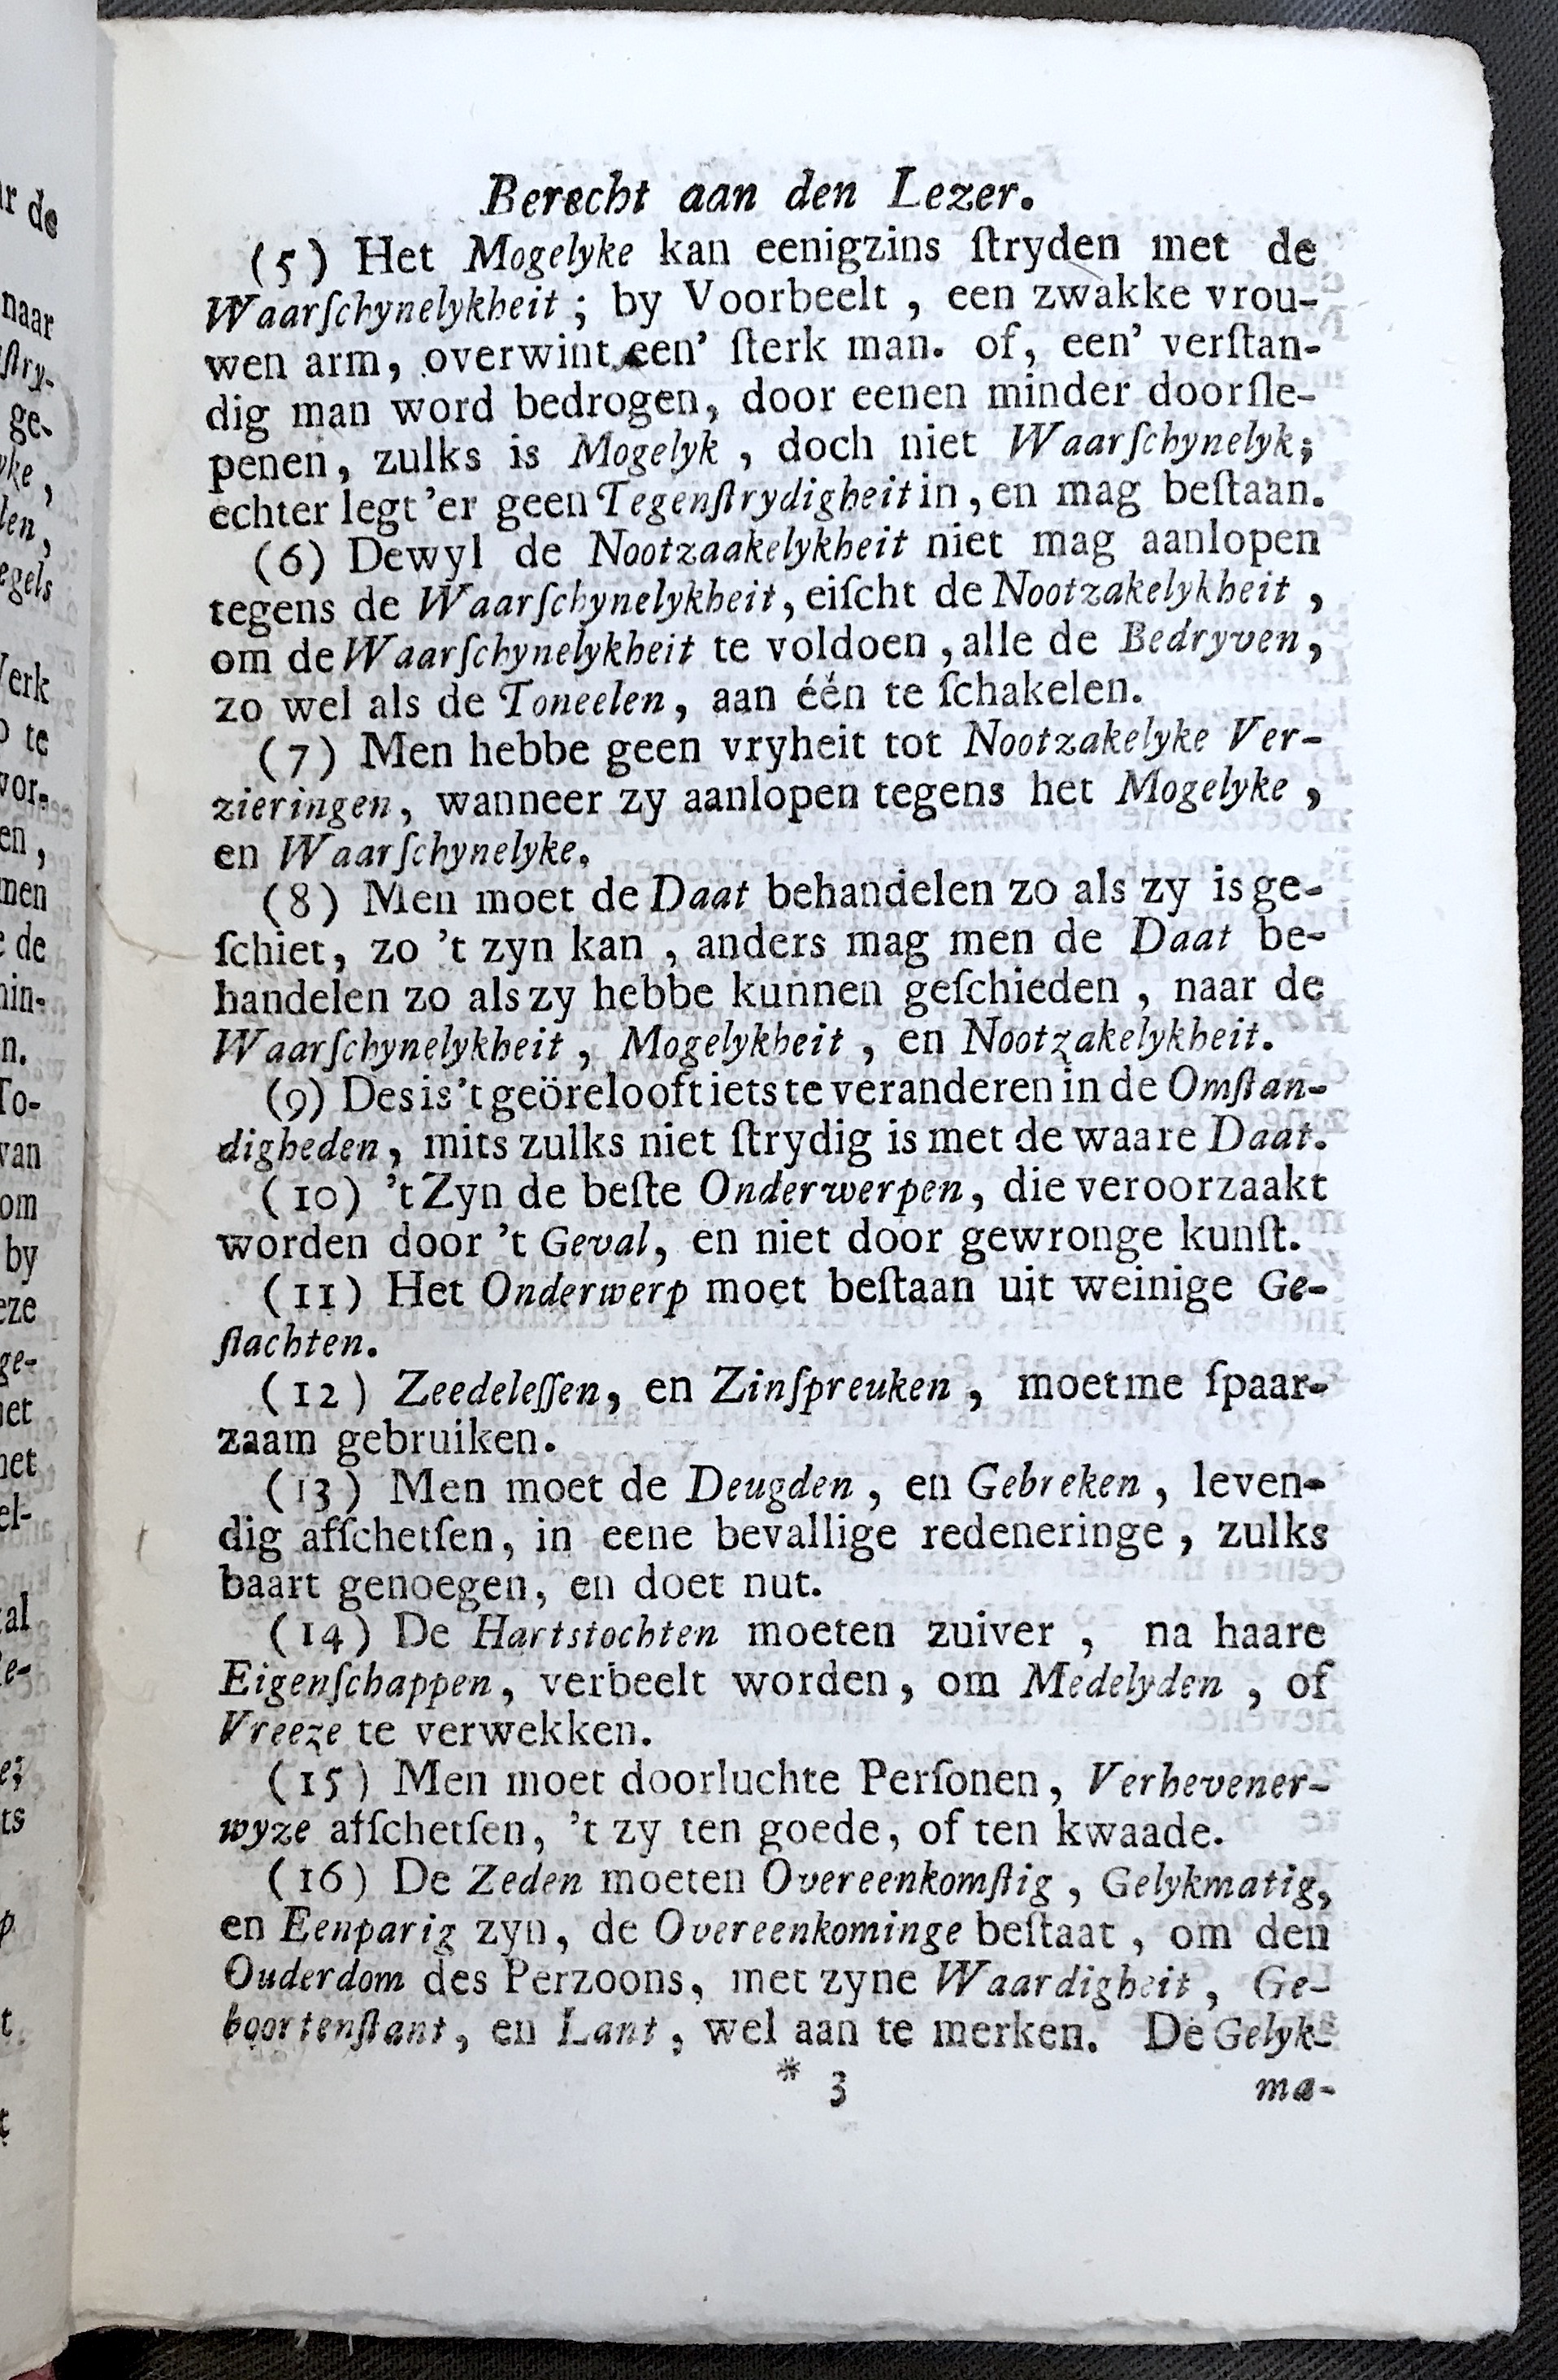 Berecht aan den Lezer.
(5) Het Mogelyke kan eenigzins ſtryden met de
Waarſchynelykheit; by Voorbeelt, een zwakke vrou-
wen arm, overwint een' ſterk man. of, een' verſtan-
dig man word bedrogen, door eenen minder doorſle-
penen, zulks is Mogelyk, doch niet Waarſchynelyk;
echter legt 'er geen Tegenſtrydigheit in, en mag beſtaan.
(6) Dewyl de Nootzaakelykheit niet mag aanlopen
tegens de Waarſchynelykheit, eiſcht de Nootzakelykheit,
om de Waarſchynelykheit te voldoen, alle de Bedryven,
zo wel als de Toneelen, aan één te ſchakelen.
(7) Men hebbe geen vryheit tot Nootzakelyke Ver-
zieringen, wanneer zy aanlopen tegens het Mogelyke,
en Waarſchynelyke.
(8) Men moet de Daat behandelen zo als zy is ge-
ſchiet, zo 't zyn kan, anders mag men de Daat be-
handelen zo als zy hebbe kunnen geſchieden, naar de
Waarſchynelykheit, Mogelykheit, en Nootzakelykheit.
(9) Des is 't geörelooft iets te veranderen in de Omſtan-
digheden, mits zulks niet ſtrydig is met de waare Daat.
(10) 't Zyn de beſte Onderwerpen, die veroorzaakt
worden door 't Geval, en niet door gewronge kunſt.
(11) Het Onderwerp moet beſtaan uit weinige Ge-
ſlachten.
(12) Zeedeleſſen, en Zinſpreuken, moet me ſpaar-
zaam gebruiken.
(13) Men moet de Deugden, en Gebreken, leven-
dig afſchetſen, in eene bevallige redeneringe, zulks
baart genoegen, en doet nut.
(14) De Hartstochten moeten zuiver, na haare
Eigenſchappen, verbeelt worden, om Medelyden, of
Vreeze te verwekken.
(15) Men moet doorluchte Perſonen, Verhevener-
wyze afſchetſen, 't zy ten goede, of ten kwaade.
(16) De Zeden moeten Overeenkomſtig, Gelykmatig,
en Eenparig zyn, de Overeenkominge beſtaat, om den
Ouderdom des Perzoons, met zyne Waardigheit, Ge-
boortenſtant, en Lant, wel aan te merken. De Gelyk-
* 3
ma-